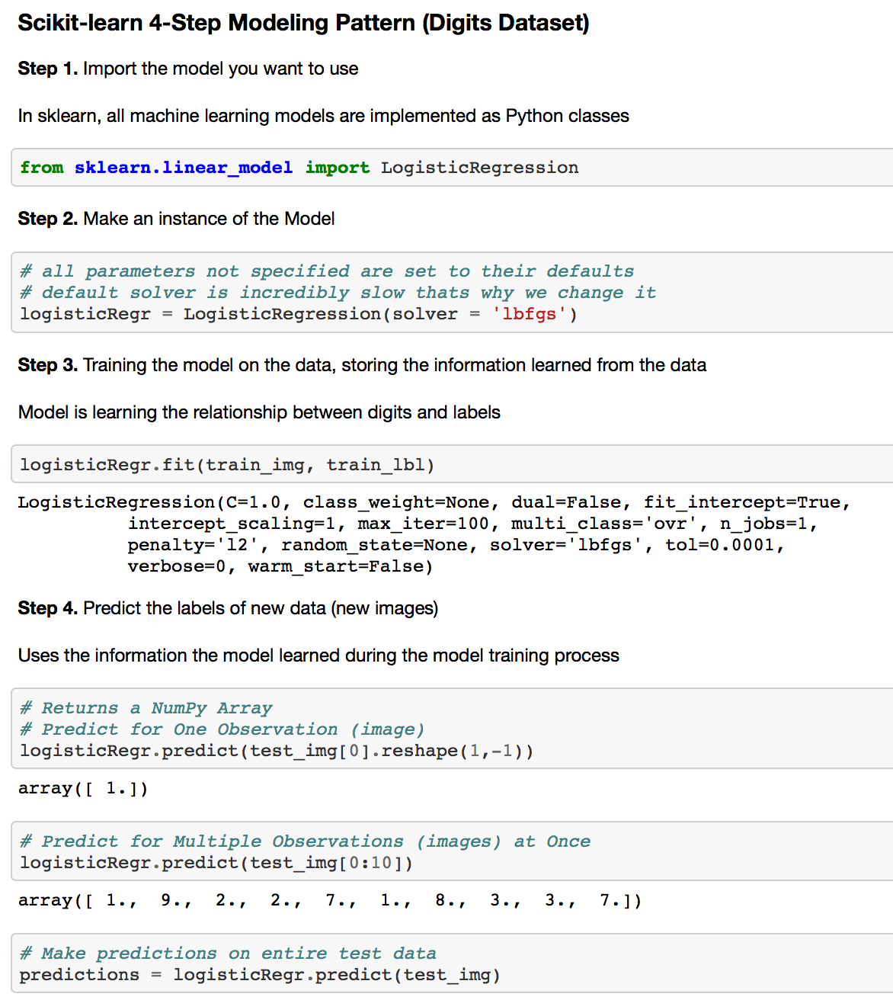 Scikit-learn 4-Step Modeling Pattern (Digits Dataset)
Step 1. Import the model you want to use
In sklearn, all machine learning models are implemented as Python classes
from sklearn.linear_model import LogisticRegression
Step 2. Make an instance of the Model
# all parameters not specified are set to their defaults
# default solver is incredibly slow thats why we change it
logisticRegr = LogisticRegression(solver = 'lbfgs')
Step 3. Training the model on the data, storing the information learned from the data
Model is learning the relationship between digits and labels
logisticRegr.fit(train_img, train_lbl)
LogisticRegression(C=1.0, class_weight=None, dual=False, fit_intercept=True,
intercept_scaling=1, max_iter=100, multi_class='ovr', n_jobs=1,
penalty='l2', random_state=None, solver='lbfgs', tol=0.0001,
verbose=0, warm_start=False)
Step 4. Predict the labels of new data (new images)
Uses the information the model learned during the model training process
# Returns a NumPy Array
# Predict for One Observation (image)
logisticRegr.predict(test_img[0].reshape(1,-1))
array([ 1.])
# Predict for Multiple Observations (images) at Once
logisticRegr.predict(test_img[0:10])
array([ 1., 9., 2., 2., 7., 1., 8., 3., 3., 7.])
# Make predictions on entire test data
predictions = logisticRegr.predict(test_img)